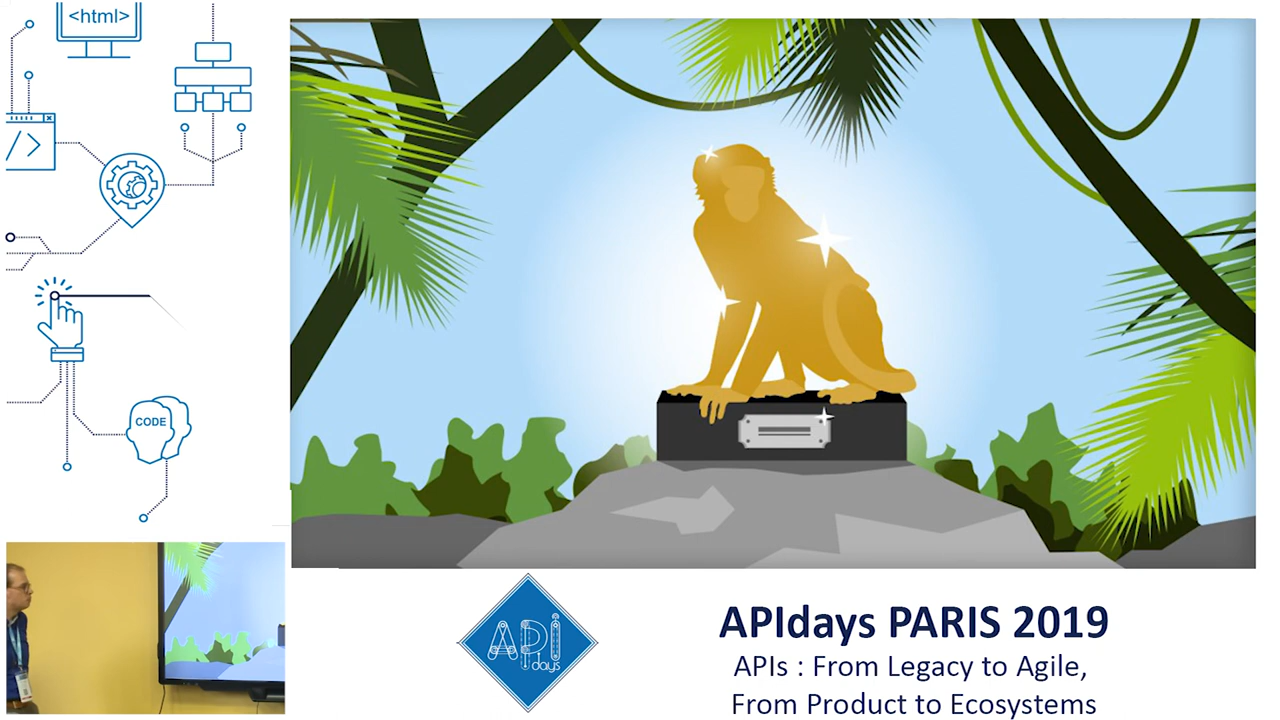 <html>
</>
CODE
API
days
APIdays PARIS 2019
APIs : From Legacy to Agile,
From Product to Ecosystems